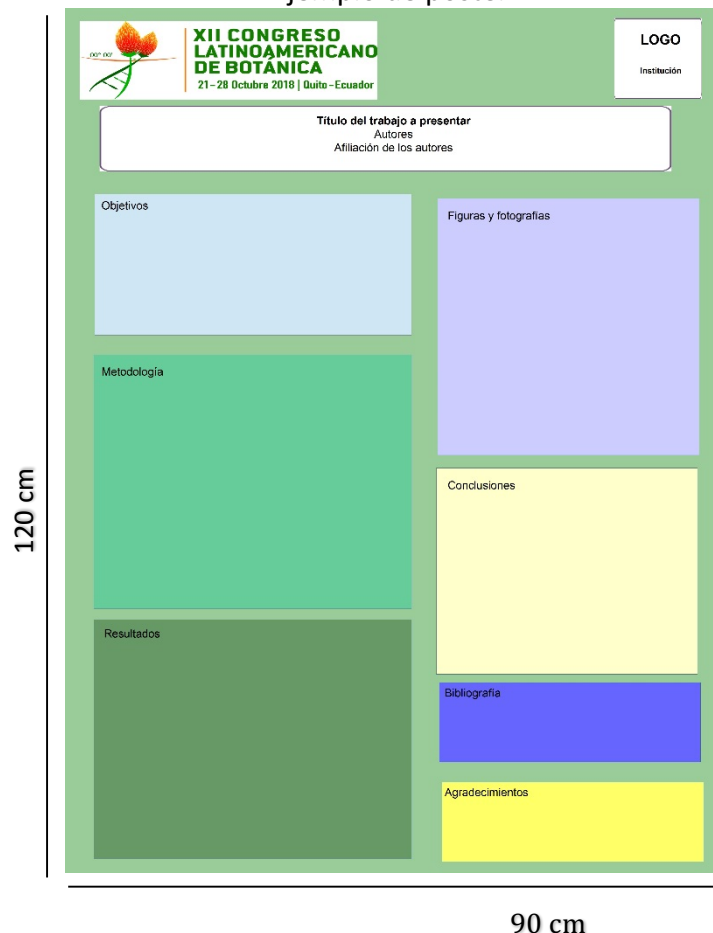 XII CONGRESO
LATINOAMERICANO
DE BOTÁNICA
21-28 Octubre 2018 | Quito-Ecuador
LOGO
Institución
Título del trabajo a presentar
Autores
Afiliación de los autores
Objetivos
Figuras y fotografías
Metodología
Conclusiones
Resultados
Bibliografía
Agradecimientos
120 cm
90 cm